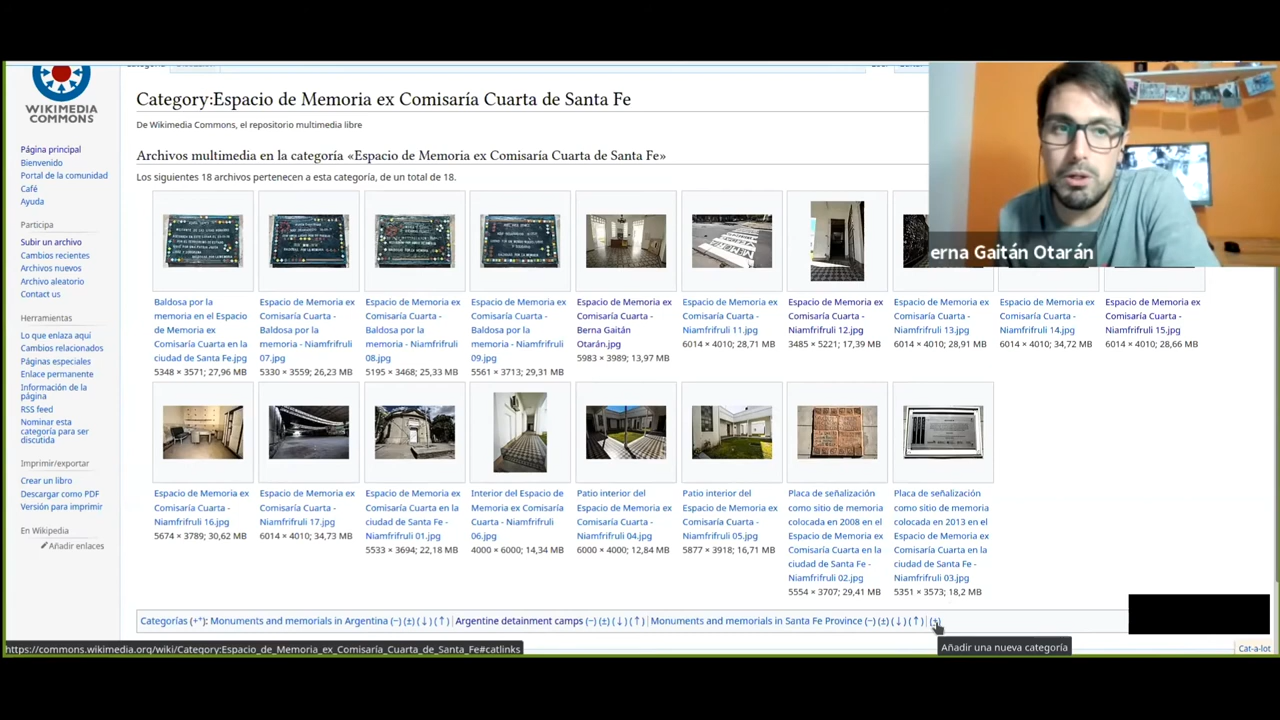 WIKIMEDIA
COMMONS
Página principal
Bienvenido
Portal de la comunidad
Café
Ayuda
Participa
Subir un archivo
Cambios recientes
Archivos nuevos
Archivo aleatorio
Contact us
Herramientas
Lo que enlaza aquí
Cambios relacionados
Páginas especiales
Enlace permanente
Información de la
página
RSS feed
Nominar esta
categoría para ser
discutida
Imprimir/exportar
Crear un libro
Descargar como PDF
Versión para imprimir
En Wikipedia
Añadir enlaces
Category:Espacio de Memoria ex Comisaría Cuarta de Santa Fe
De Wikimedia Commons, el repositorio multimedia libre
Archivos multimedia en la categoría «Espacio de Memoria ex Comisaría Cuarta de Santa Fe»
Los siguientes 18 archivos pertenecen a esta categoría, de un total de 18.
erna Gaitán Otarán
Baldosa por la
memoria en el Espacio
de Memoria ex
Comisaría Cuarta en la
ciudad de Santa Fe.jpg
5348 × 3571; 27,96 MB
Espacio de Memoria ex
Comisaría Cuarta -
Baldosa por la
memoria - Niamfrifruli
07.jpg
5330 × 3559; 26,23 MB
Espacio de Memoria ex
Comisaría Cuarta -
Baldosa por la
memoria - Niamfrifruli
08.jpg
5195 × 3468; 25,33 MB
Espacio de Memoria ex
Comisaría Cuarta -
Baldosa por la
memoria - Niamfrifruli
09.jpg
5561 × 3713; 29,31 MB
Espacio de Memoria ex
Comisaría Cuarta -
Berna Gaitán
Otarán.jpg
5983 × 3989; 13,97 MB
Espacio de Memoria ex
Comisaría Cuarta -
Niamfrifruli 11.jpg
6014 × 4010; 28,71 MB
Espacio de Memoria ex
Comisaría Cuarta -
Niamfrifruli 12.jpg
3485 × 5221; 17,39 MB
Espacio de Memoria ex
Comisaría Cuarta -
Niamfrifruli 13.jpg
6014 × 4010; 28,91 MB
Espacio de Memoria ex
Comisaría Cuarta -
Niamfrifruli 14.jpg
6014 × 4010; 34,72 MB
Espacio de Memoria ex
Comisaría Cuarta -
Niamfrifruli 15.jpg
6014 × 4010; 28,66 MB
Espacio de Memoria ex
Comisaría Cuarta -
Niamfrifruli 16.jpg
5674 × 3789; 30,62 MB
Espacio de Memoria ex
Comisaría Cuarta -
Niamfrifruli 17.jpg
6014 × 4010; 34,73 MB
Espacio de Memoria ex
Comisaría Cuarta en la
ciudad de Santa Fe -
Niamfrifruli 01.jpg
5533 × 3694; 22,18 MB
Interior del Espacio de
Memoria ex Comisaría
Cuarta - Niamfrifruli
06.jpg
4000 × 6000; 14,34 MB
Patio interior del
Espacio de Memoria ex
Comisaría Cuarta -
Niamfrifruli 04.jpg
6000 × 4000; 12,84 MB
Patio interior del
Espacio de Memoria ex
Comisaría Cuarta -
Niamfrifruli 05.jpg
5877 × 3918; 16,71 MB
Placa de señalización
como sitio de memoria
colocada en 2008 en el
Espacio de Memoria ex
Comisaría Cuarta en la
ciudad de Santa Fe -
Niamfrifruli 02.jpg
5554 × 3707; 29,41 MB
Placa de señalización
como sitio de memoria
colocada en 2013 en el
Espacio de Memoria ex
Comisaría Cuarta en la
ciudad de Santa Fe -
Niamfrifruli 03.jpg
5351 × 3573; 18,2 MB
Categorías (+⁺): Monuments and memorials in Argentina (−) (±) (↓) (↑) | Argentine detainment camps (−) (±) (↓) (↑) | Monuments and memorials in Santa Fe Province (−) (±) (↓) (↑) | (+)
Añadir una nueva categoría
https://commons.wikimedia.org/wiki/Category:Espacio_de_Memoria_ex_Comisaría_Cuarta_de_Santa_Fe#catlinks
Cat-a-lot